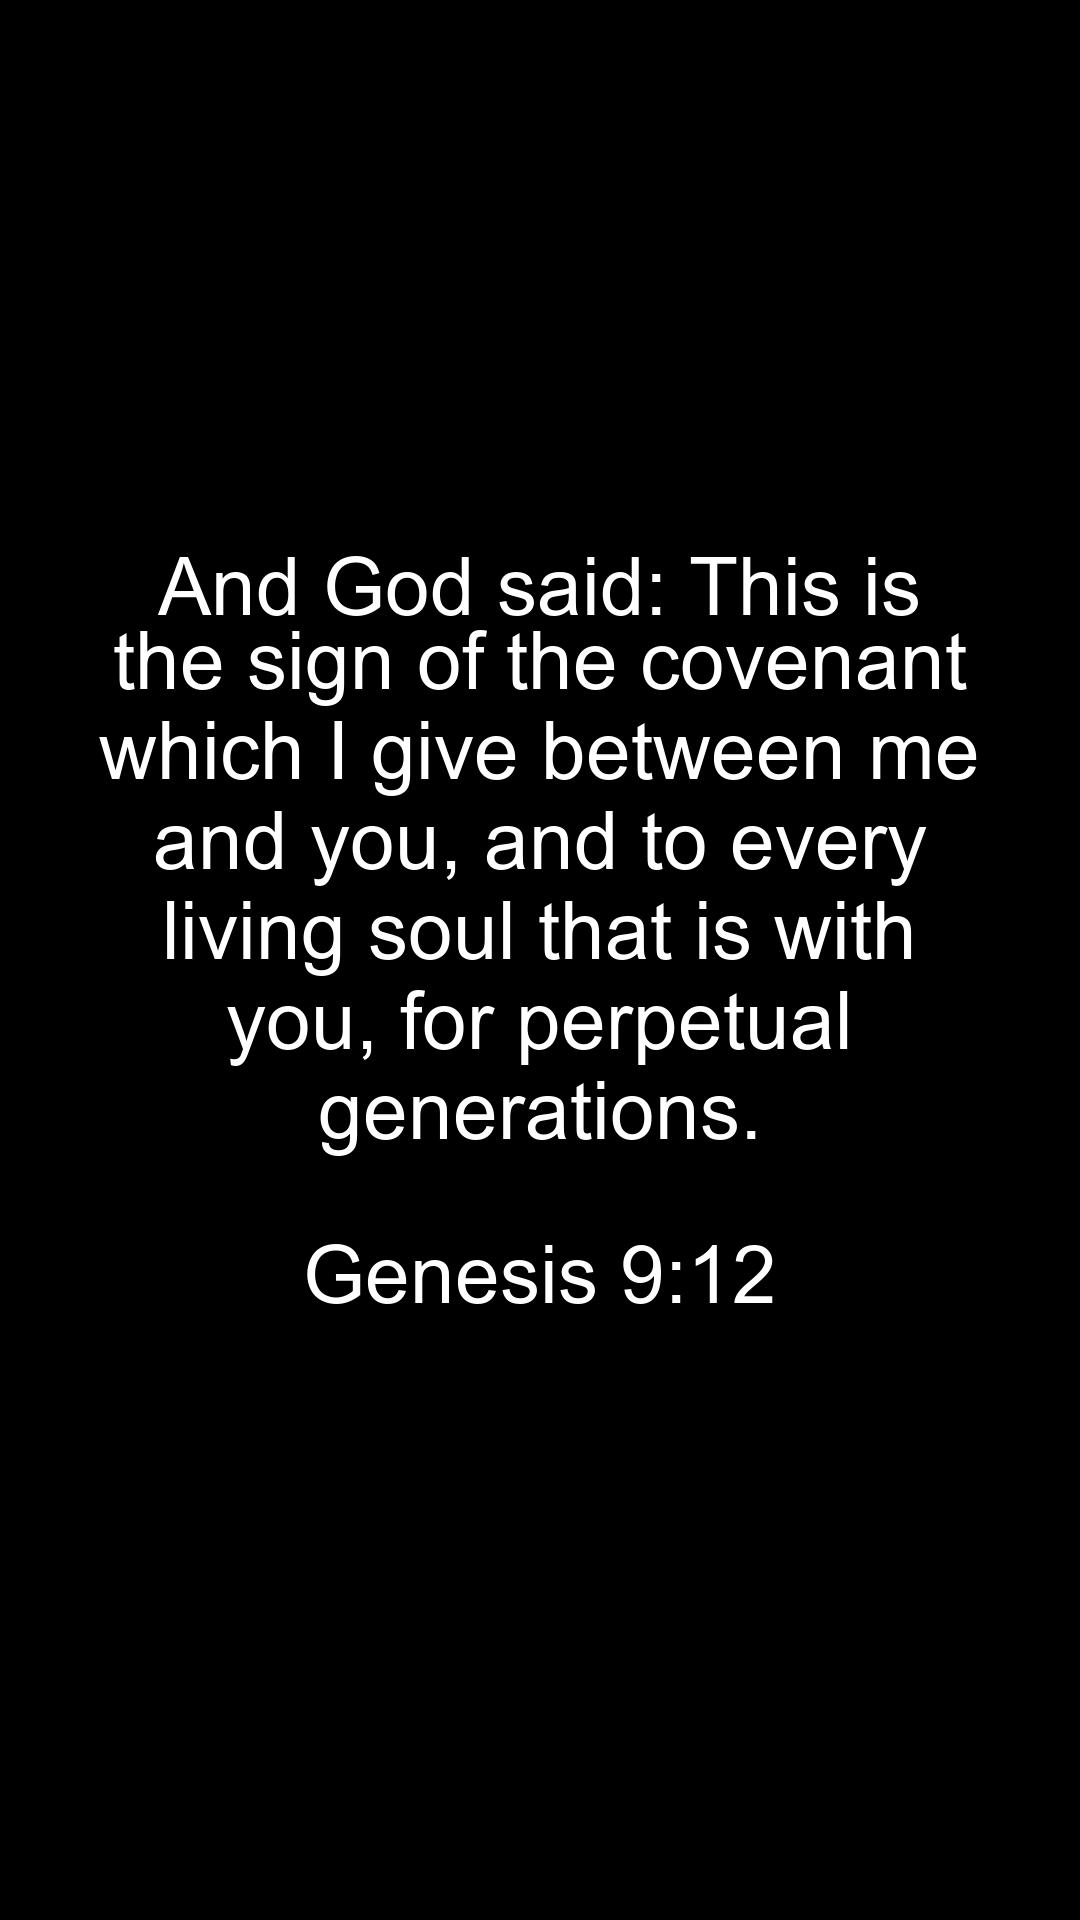 And God said: This is
the sign of the covenant
which I give between me
and you, and to every
living soul that is with
you, for perpetual
generations.
Genesis 9:12